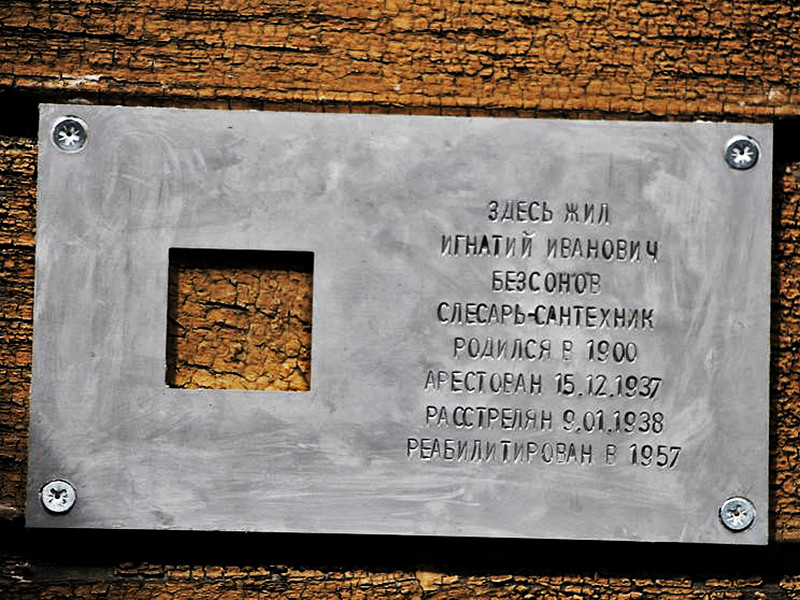 ЗДЕСЬ ЖИЛ
ИГНАТИЙ ИВАНОВИЧ
БЕЗСОНОВ
СЛЕСАРЬ-САНТЕХНИК
РОДИЛСЯ В 1900
АРЕСТОВАН 15.12.1937
РАССТРЕЛЯН 9.01.1938
РЕАБИЛИТИРОВАН В 1957